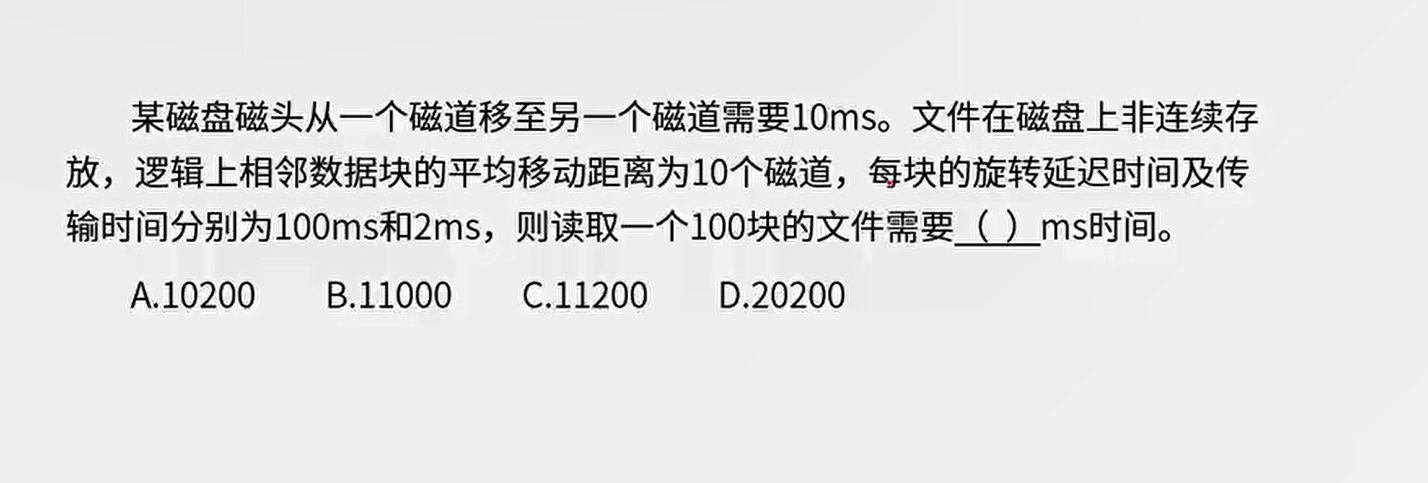 某磁盘磁头从一个磁道移至另一个磁道需要10ms。文件在磁盘上非连续存
放，逻辑上相邻数据块的平均移动距离为10个磁道，每块的旋转延迟时间及传
输时间分别为100ms和2ms，则读取一个100块的文件需要（ ）ms时间。
A.10200 B.11000 C.11200 D.20200